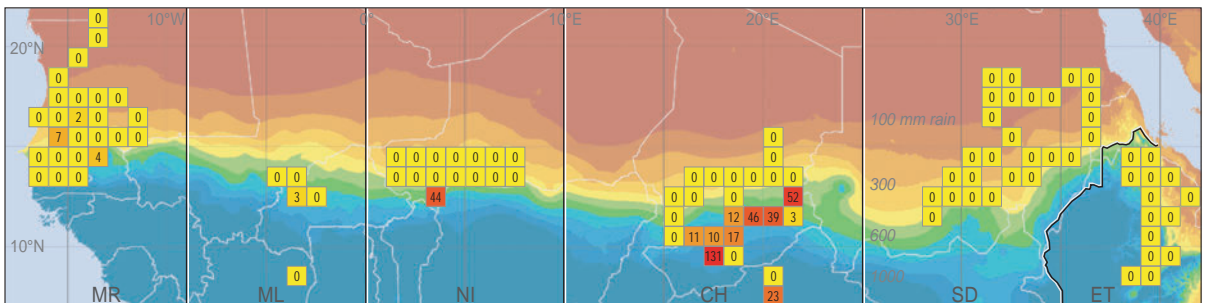 10°W 0° 10°E 20°E 30°E 40°E
0
0
20°N
0
0 0 0 0 0
0 0 0 0 0 0 0 0 0
0 0 2 0 0 100 mm rain 0 0
7 0 0 0 0 0 0 0
0 0 0 4 0 0 0 0 0 0 0 0 0 0 0 0 0 0 0
0 0 0 0 0 0 0 0 0 0 0 0 0 0 0 0 0 0 0 0 0 0 0 0 0
300
3 0 44 0 0 0 52 0 0 0 0 0 0 0
0 12 46 39 3 0 0 0
0 11 10 17 600 0
10°N
131 0 0 0
0 0 1000 0 0
MR ML NI CH 23 SD ET